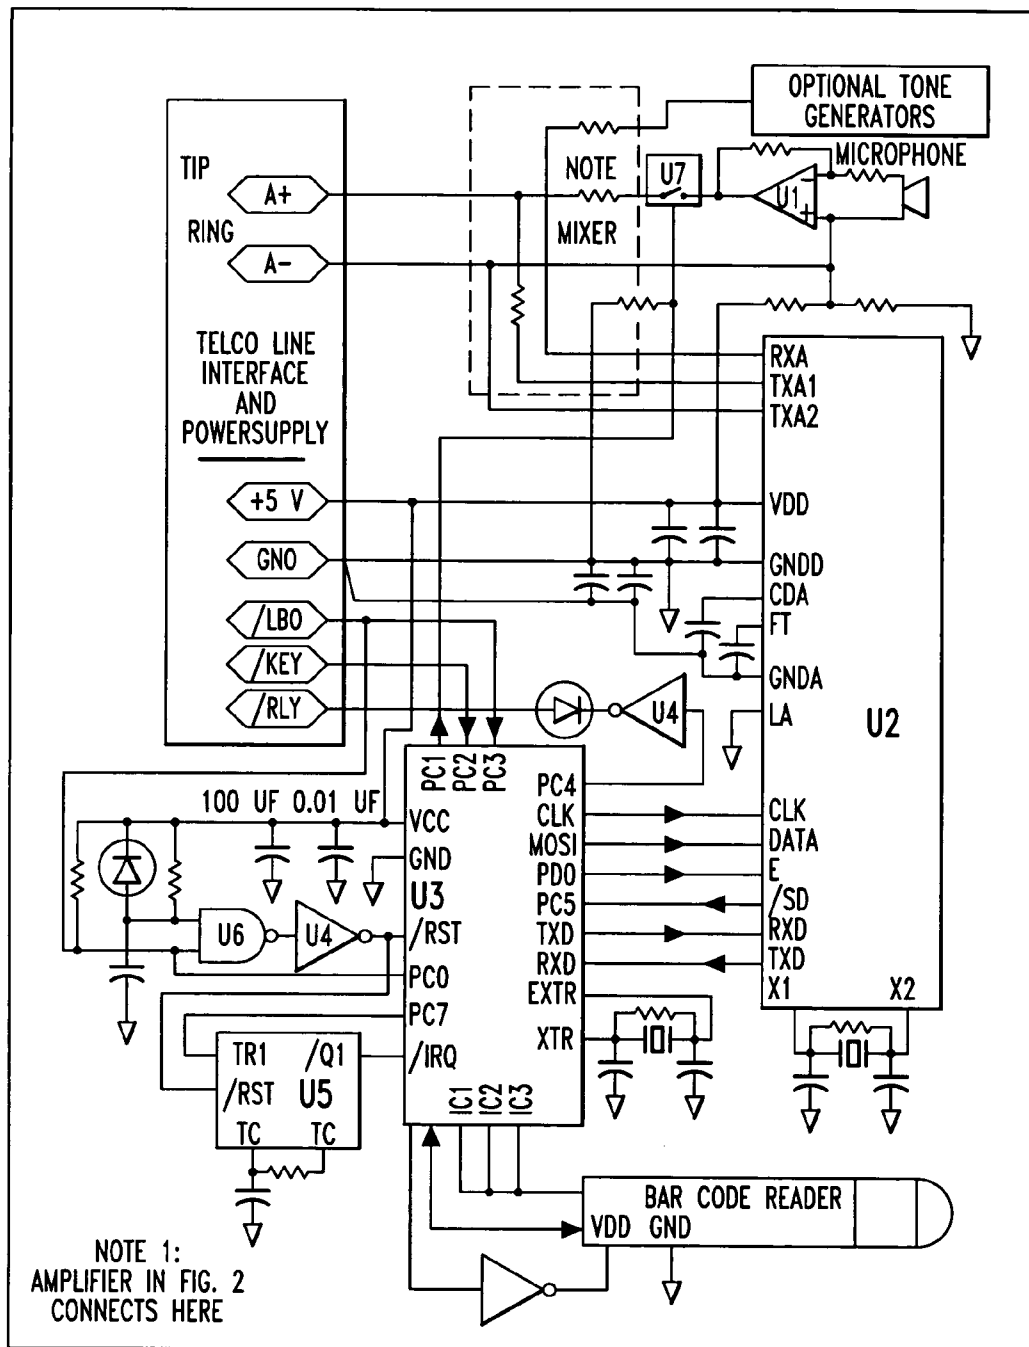 OPTIONAL TONE
GENERATORS
MICROPHONE
TIP
A+
NOTE
U7
U1
RING
A-
MIXER
TELCO LINE
INTERFACE
AND
POWERSUPPLY
RXA
TXA1
TXA2
+5 V
VDD
GNO
GNDD
CDA
/LBO
FT
/KEY
GNDA
/RLY
U4
LA
U2
PC1
PC2
PC3
PC4
100 UF 0.01 UF
VCC
CLK
CLK
GND
MOSI
DATA
U3
PDO
E
PC5
/SD
U6
U4
/RST
TXD
RXD
PCO
RXD
TXD
EXTR
X1
X2
PC7
XTR
TR1
/Q1
/IRQ
/RST
U5
IC1
IC2
IC3
TC
TC
BAR CODE READER
VDD GND
NOTE 1:
AMPLIFIER IN FIG. 2
CONNECTS HERE